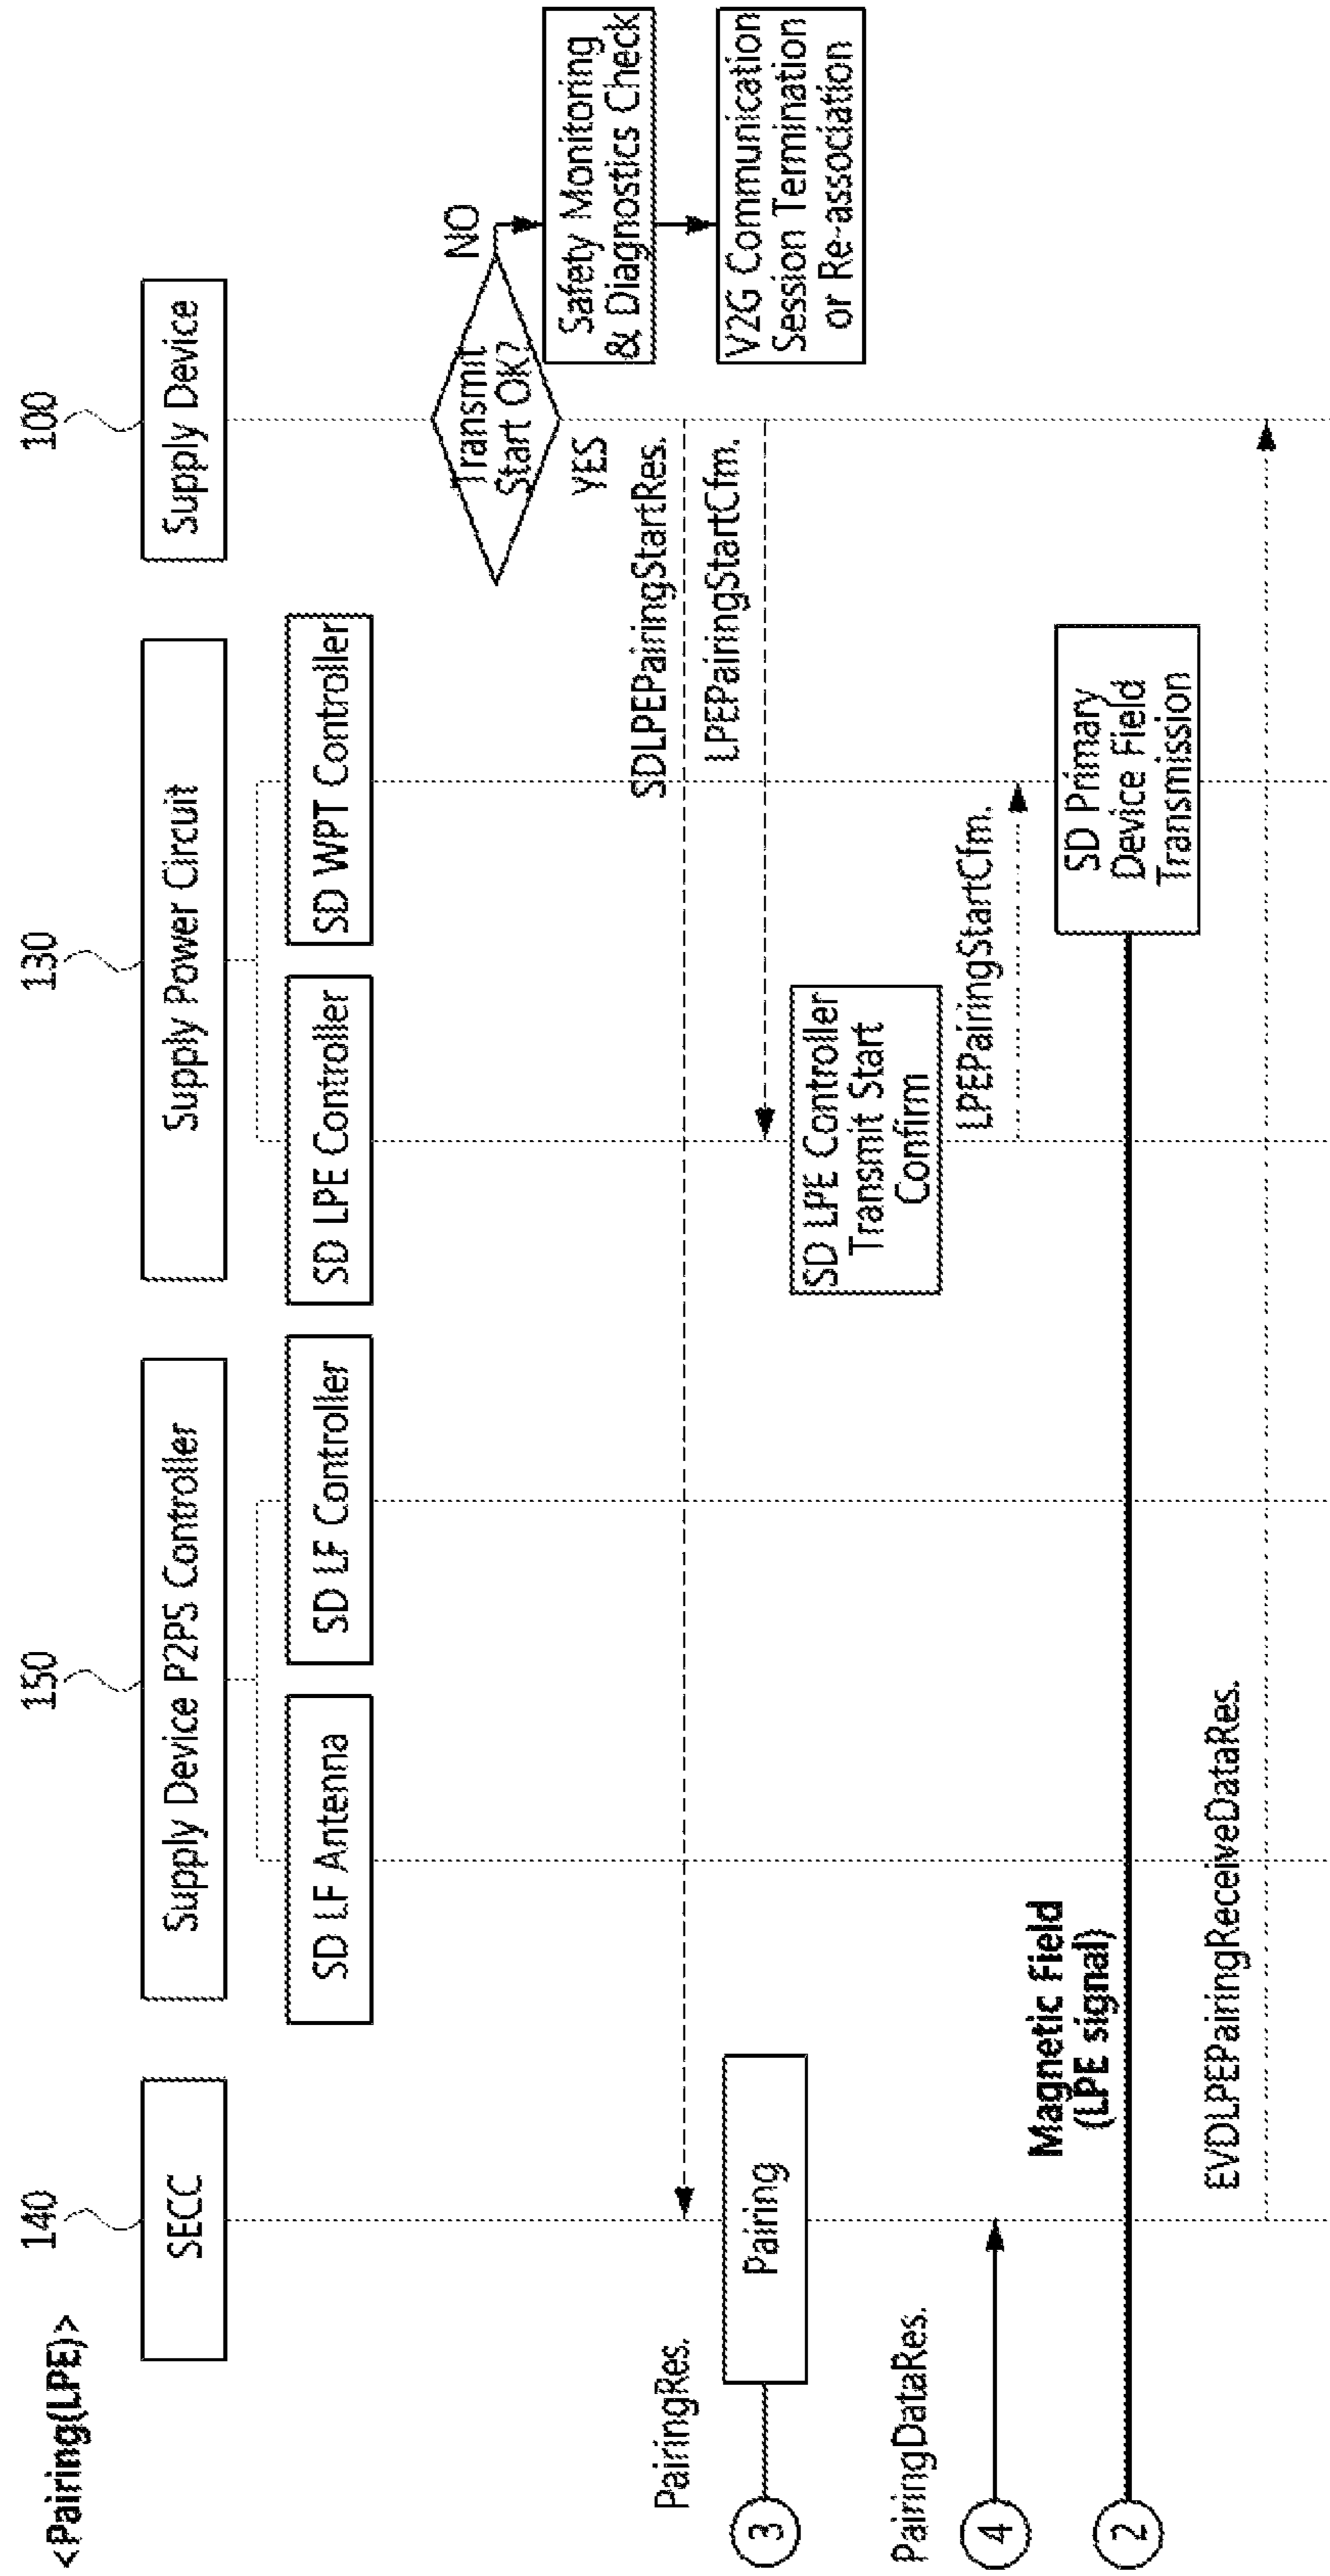 <Pairing(LPE)>
140
150
130
100
SECC
Supply Device P2PS Controller
Supply Power Circuit
Supply Device
SD LF Antenna
SD LF Controller
SD LPE Controller
SD WPT Controller
Transmit
Start OK?
NO
YES
Safety Monitoring
& Diagnostics Check
V2G Communication
Session Termination
or Re-association
SDLPEPairingStartRes.
PairingRes.
3
Pairing
LPEPairingStartCfm.
SD LPE Controller
Transmit Start
Confirm
PairingDataRes.
4
LPEPairingStartCfm.
Magnetic Field
(LPE signal)
2
SD Primary
Device Field
Transmission
EVDLPEPairingReceiveDataRes.